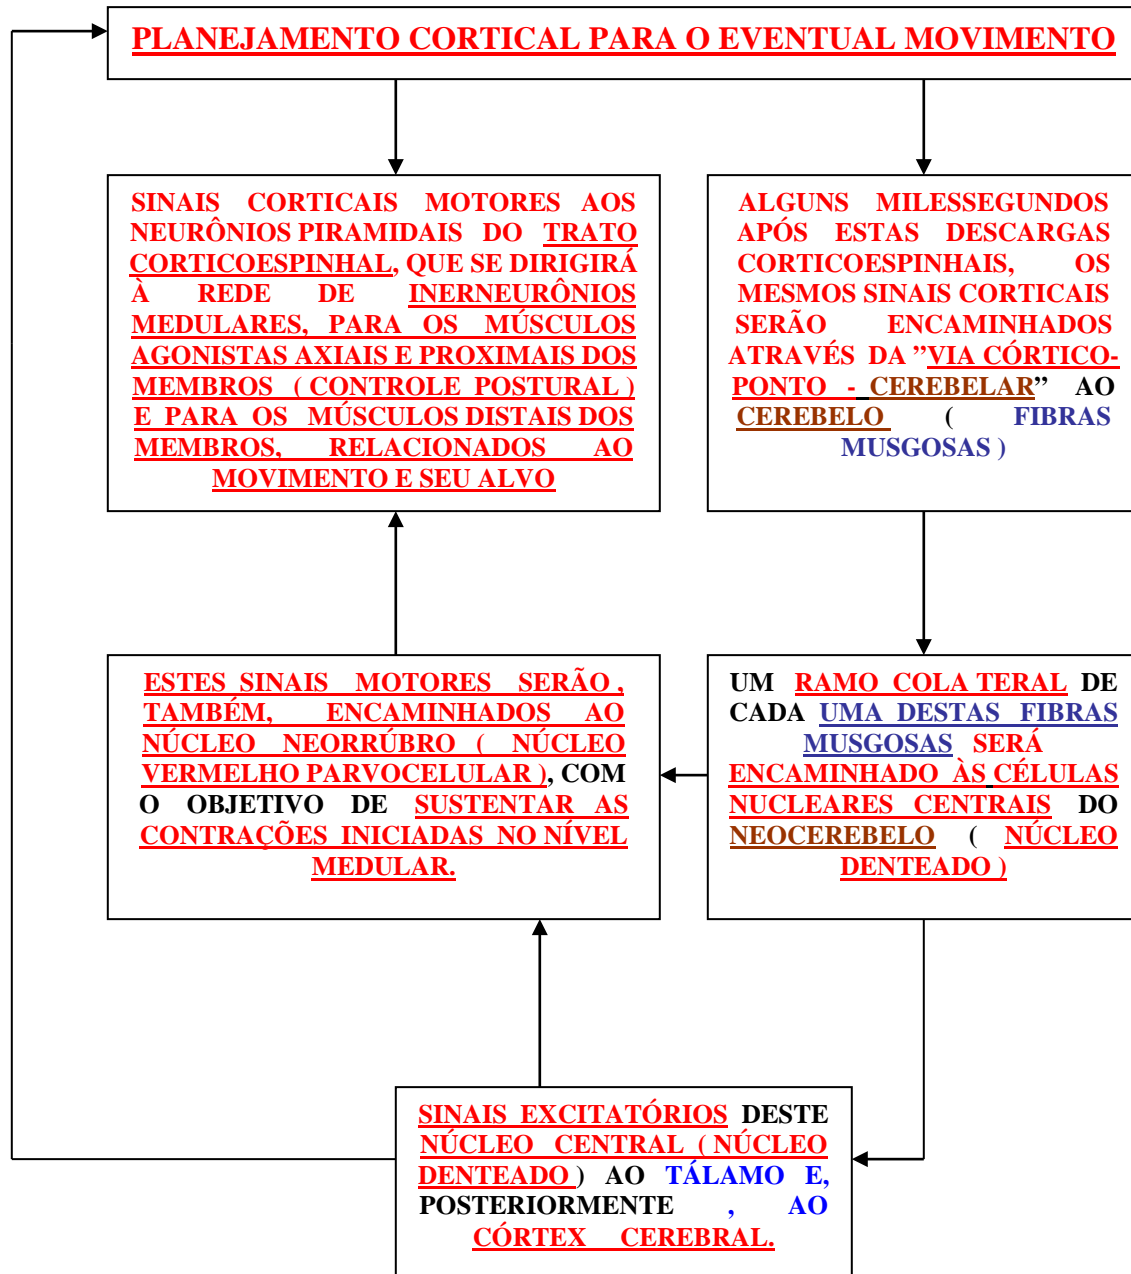 PLANEJAMENTO CORTICAL PARA O EVENTUAL MOVIMENTO
SINAIS CORTICAIS MOTORES AOS
NEURÔNIOS PIRAMIDAIS DO TRATO
CORTICOESPINHAL, QUE SE DIRIGIRÁ
À REDE DE INERNEURÔNIOS
MEDULARES, PARA OS MÚSCULOS
AGONISTAS AXIAIS E PROXIMAIS DOS
MEMBROS ( CONTROLE POSTURAL )
E PARA OS MÚSCULOS DISTAIS DOS
MEMBROS, RELACIONADOS AO
MOVIMENTO E SEU ALVO
ALGUNS MILESSEGUNDOS
APÓS ESTAS DESCARGAS
CORTICOESPINHAIS, OS
MESMOS SINAIS CORTICAIS
SERÃO ENCAMINHADOS
ATRAVÉS DA ”VIA CÓRTICO-
PONTO - CEREBELAR” AO
CEREBELO ( FIBRAS
MUSGOSAS )
ESTES SINAIS MOTORES SERÃO ,
TAMBÉM, ENCAMINHADOS AO
NÚCLEO NEORRÚBRO ( NÚCLEO
VERMELHO PARVOCELULAR ), COM
O OBJETIVO DE SUSTENTAR AS
CONTRAÇÕES INICIADAS NO NÍVEL
MEDULAR.
UM RAMO COLA TERAL DE
CADA UMA DESTAS FIBRAS
MUSGOSAS SERÁ
ENCAMINHADO ÀS CÉLULAS
NUCLEARES CENTRAIS DO
NEOCEREBELO ( NÚCLEO
DENTEADO )
SINAIS EXCITATÓRIOS DESTE
NÚCLEO CENTRAL ( NÚCLEO
DENTEADO ) AO TÁLAMO E,
POSTERIORMENTE , AO
CÓRTEX CEREBRAL.